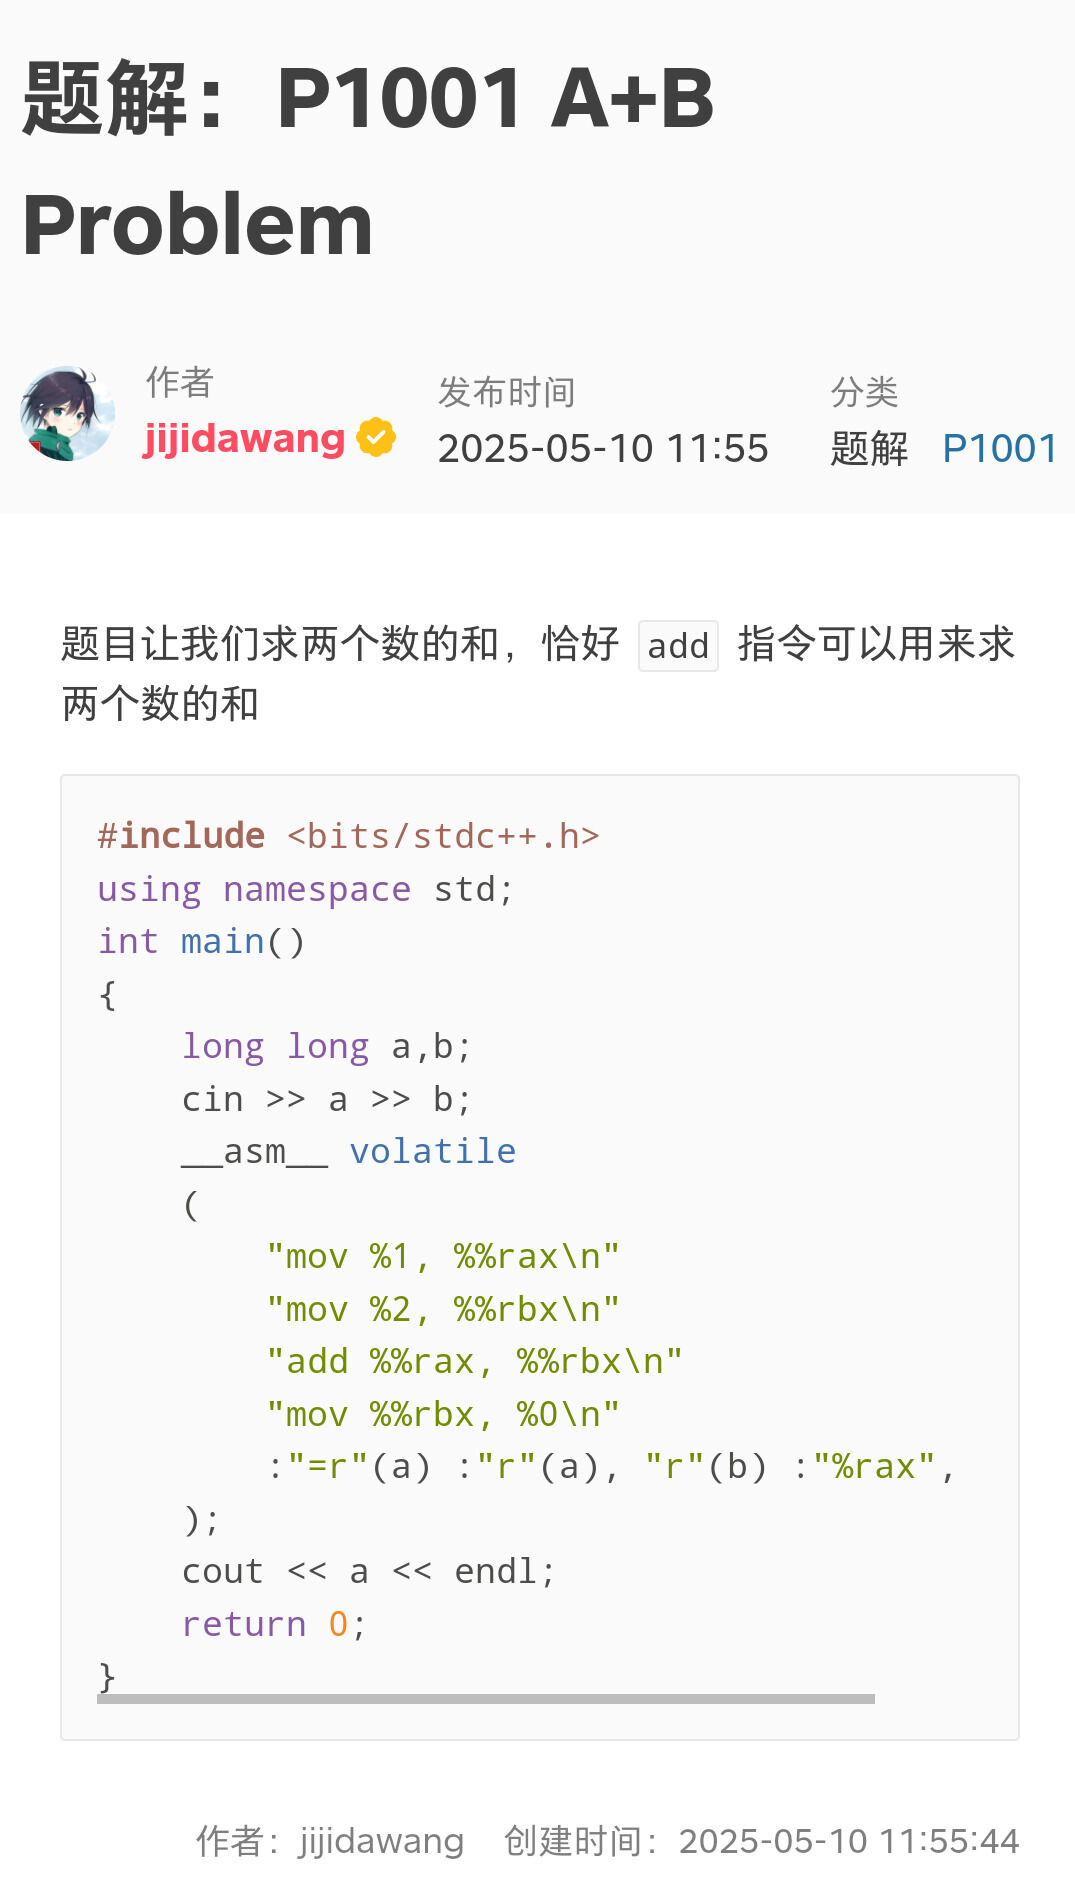 题解：P1001 A+B
Problem
作者
jijidawang
发布时间
2025-05-10 11:55
分类
题解 P1001
题目让我们求两个数的和，恰好 add 指令可以用来求
两个数的和
#include <bits/stdc++.h>
using namespace std;
int main()
{
    long long a,b;
    cin >> a >> b;
    __asm__ volatile
    (
        "mov %1, %%rax\n"
        "mov %2, %%rbx\n"
        "add %%rax, %%rbx\n"
        "mov %%rbx, %0\n"
        :"=r"(a) :"r"(a), "r"(b) :"%rax",
    );
    cout << a << endl;
    return 0;
}
作者：jijidawang 创建时间：2025-05-10 11:55:44